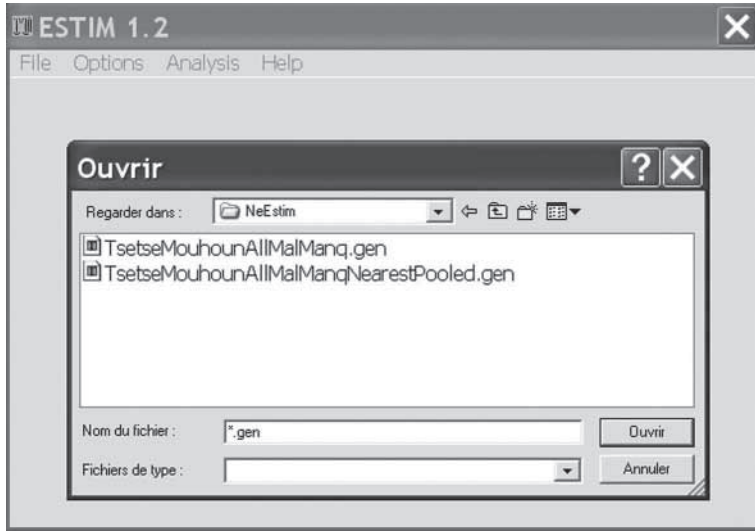 ESTIM 1.2
File Options Analysis Help
Ouvrir
Regarder dans : NeEstim
TsetseMouhounAllMalManq.gen
TsetseMouhounAllMalManqNearestPooled.gen
Nom du fichier : *.gen Ouvrir
Fichiers de type : Annuler